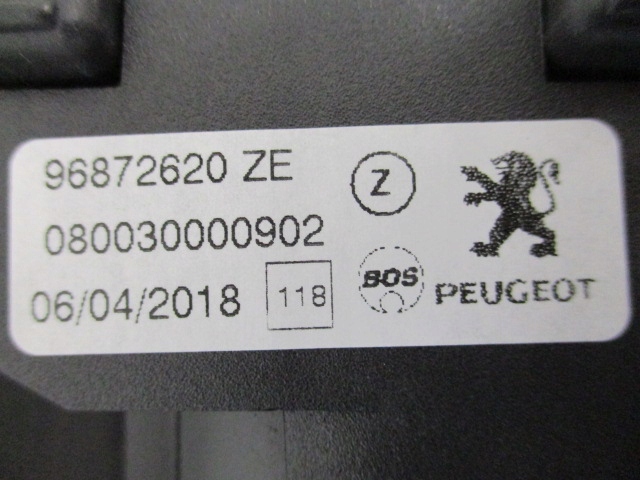 96872620 ZE
Z
080030000902
06/04/2018
118
BOS
PEUGEOT